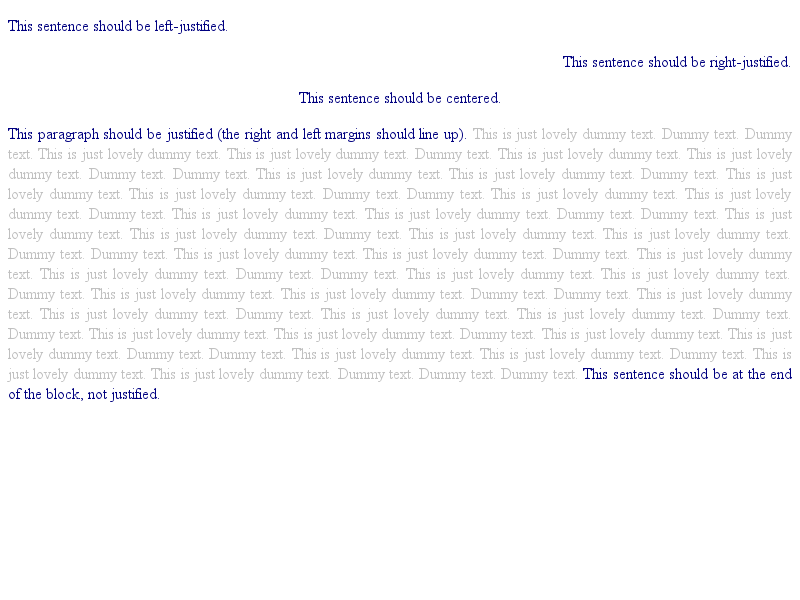 This sentence should be left-justified.
This sentence should be right-justified.
This sentence should be centered.
This paragraph should be justified (the right and left margins should line up). This is just lovely dummy text. Dummy text. Dummy
text. This is just lovely dummy text. This is just lovely dummy text. Dummy text. This is just lovely dummy text. This is just lovely
dummy text. Dummy text. Dummy text. This is just lovely dummy text. This is just lovely dummy text. Dummy text. This is just
lovely dummy text. This is just lovely dummy text. Dummy text. Dummy text. This is just lovely dummy text. This is just lovely
dummy text. Dummy text. This is just lovely dummy text. This is just lovely dummy text. Dummy text. Dummy text. This is just
lovely dummy text. This is just lovely dummy text. Dummy text. This is just lovely dummy text. This is just lovely dummy text.
Dummy text. Dummy text. This is just lovely dummy text. This is just lovely dummy text. Dummy text. This is just lovely dummy
text. This is just lovely dummy text. Dummy text. Dummy text. This is just lovely dummy text. This is just lovely dummy text.
Dummy text. This is just lovely dummy text. This is just lovely dummy text. Dummy text. Dummy text. This is just lovely dummy
text. This is just lovely dummy text. Dummy text. This is just lovely dummy text. This is just lovely dummy text. Dummy text.
Dummy text. This is just lovely dummy text. This is just lovely dummy text. Dummy text. This is just lovely dummy text. This is just
lovely dummy text. Dummy text. Dummy text. This is just lovely dummy text. This is just lovely dummy text. Dummy text. This is
just lovely dummy text. This is just lovely dummy text. Dummy text. Dummy text. Dummy text. This sentence should be at the end
of the block, not justified.